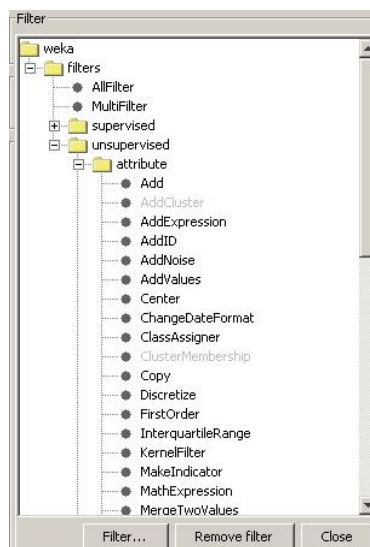 Filter
weka
filters
AllFilter
MultiFilter
supervised
unsupervised
attribute
Add
AddCluster
AddExpression
AddID
AddNoise
AddValues
Center
ChangeDateFormat
ClassAssigner
ClusterMembership
Copy
Discretize
FirstOrder
InterquartileRange
KernelFilter
MakeIndicator
MathExpression
MergeTwoValues
Filter... Remove filter Close